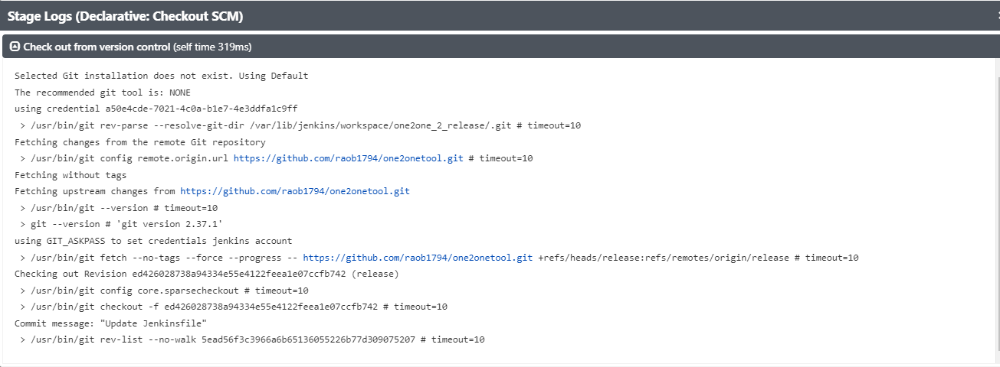 Stage Logs (Declarative: Checkout SCM)
Check out from version control (self time 319ms)
Selected Git installation does not exist. Using Default
The recommended git tool is: NONE
using credential a50e4cde-7021-4c0a-b1e7-4e3ddfa1c9ff
> /usr/bin/git rev-parse --resolve-git-dir /var/lib/jenkins/workspace/one2one_2_release/.git # timeout=10
Fetching changes from the remote Git repository
> /usr/bin/git config remote.origin.url https://github.com/raob1794/one2onetool.git # timeout=10
Fetching without tags
Fetching upstream changes from https://github.com/raob1794/one2onetool.git
> /usr/bin/git --version # timeout=10
> git --version # 'git version 2.37.1'
using GIT_ASKPASS to set credentials jenkins account
> /usr/bin/git fetch --no-tags --force --progress -- https://github.com/raob1794/one2onetool.git +refs/heads/release:refs/remotes/origin/release # timeout=10
Checking out Revision ed426028738a94334e55e4122feea1e07ccfb742 (release)
> /usr/bin/git config core.sparsecheckout # timeout=10
> /usr/bin/git checkout -f ed426028738a94334e55e4122feea1e07ccfb742 # timeout=10
Commit message: "Update Jenkinsfile"
> /usr/bin/git rev-list --no-walk 5ead56f3c3966a6b65136055226b77d309075207 # timeout=10